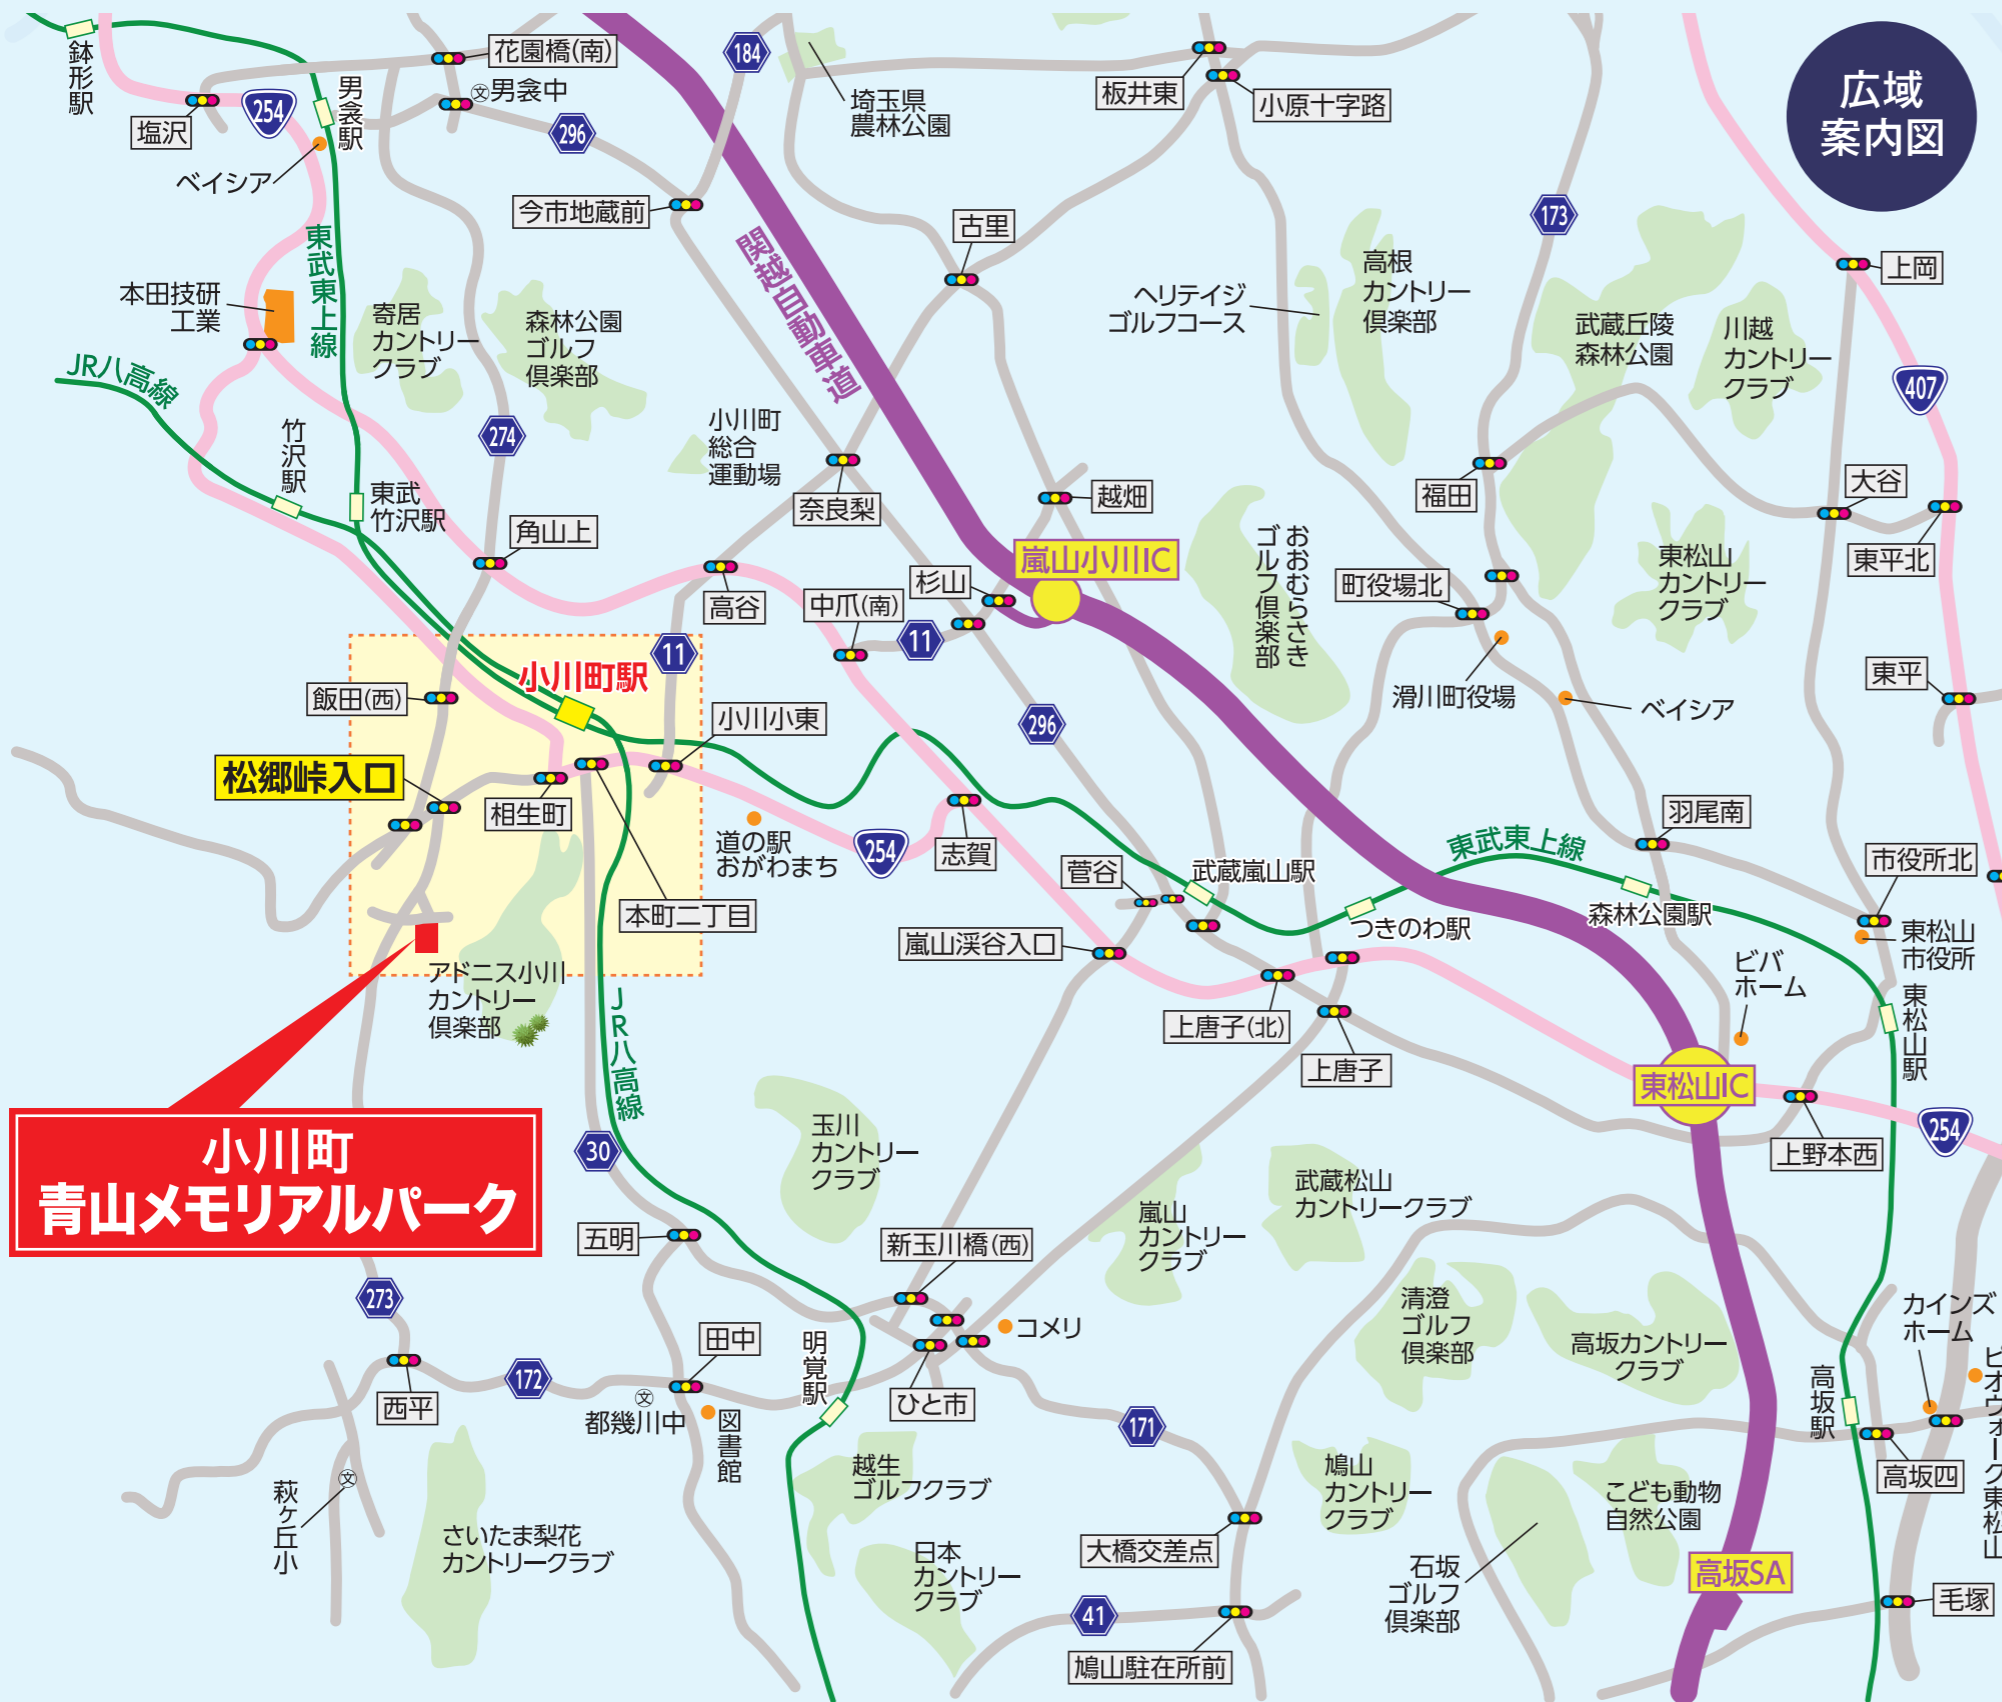 広域
案内図
鉢形駅
男衾駅
花園橋(南)
文
男衾中
塩沢
254
ベイシア
296
184
今市地蔵前
埼玉県
農林公園
板井東
小原十字路
古里
173
上岡
407
関越自動車道
東武東上線
本田技研
工業
JR八高線
寄居
カントリー
クラブ
森林公園
ゴルフ
倶楽部
ヘリテイジ
ゴルフコース
高根
カントリー
倶楽部
武蔵丘陵
森林公園
川越
カントリー
クラブ
274
小川町
総合
運動場
竹沢駅
東武
竹沢駅
角山上
奈良梨
越畑
福田
大谷
東平北
嵐山小川IC
おおむらさき
ゴルフ倶楽部
東松山
カントリー
クラブ
杉山
高谷
中爪(南)
11
町役場北
滑川町役場
ベイシア
東平
11
小川町駅
飯田(西)
小川小東
296
松郷峠入口
相生町
本町二丁目
道の駅
おがわまち
254
志賀
菅谷
武蔵嵐山駅
東武東上線
羽尾南
市役所北
嵐山渓谷入口
つきのわ駅
森林公園駅
東松山
市役所
アドニス小川
カントリー
倶楽部
JR八高線
上唐子(北)
上唐子
ビバ
ホーム
東松山駅
東松山IC
上野本西
254
小川町
青山メモリアルパーク
30
玉川
カントリー
クラブ
嵐山
カントリー
クラブ
武蔵松山
カントリークラブ
五明
新玉川橋(西)
273
田中
明覚駅
コメリ
清澄
ゴルフ
倶楽部
高坂カントリー
クラブ
カインズ
ホーム
西平
172
文
都幾川中
図書館
ひと市
171
高坂駅
ピオウォーク東松山
高坂四
萩ヶ丘小
文
さいたま梨花
カントリークラブ
越生
ゴルフクラブ
日本
カントリー
クラブ
鳩山
カントリー
クラブ
大橋交差点
石坂
ゴルフ
倶楽部
こども動物
自然公園
高坂SA
41
鳩山駐在所前
毛塚